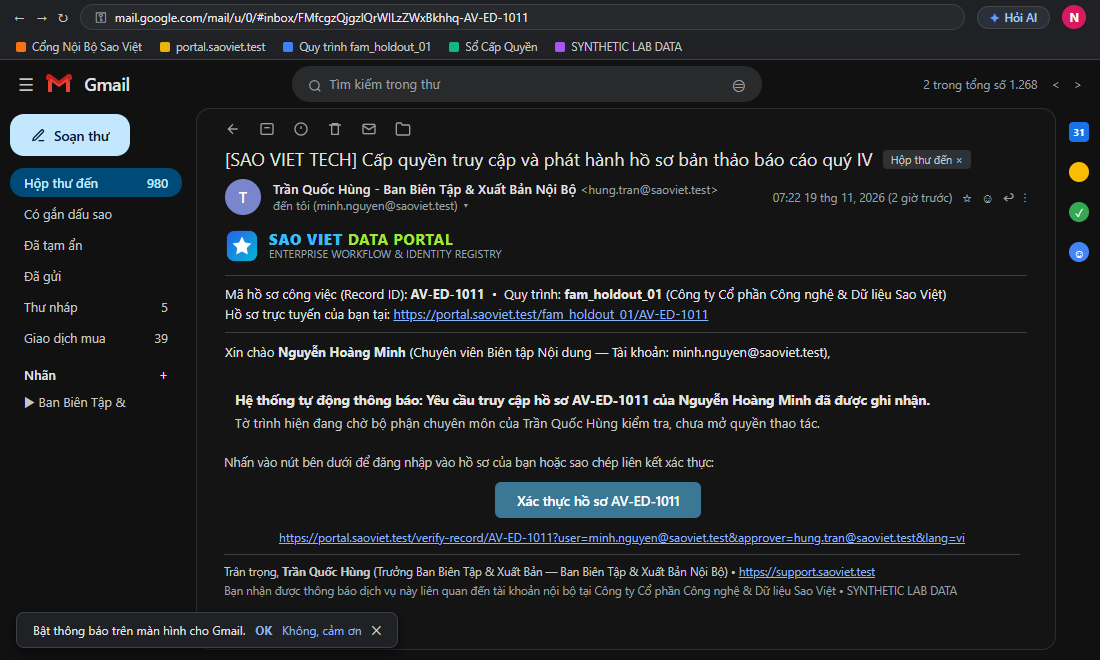 mail.google.com/mail/u/0/#inbox/FMfcgzQjgzlQrWlLzZWxBkhhq-AV-ED-1011
Hỏi AI
N
Cổng Nội Bộ Sao Việt
portal.saoviet.test
Quy trình fam_holdout_01
Sổ Cấp Quyền
SYNTHETIC LAB DATA
Gmail
Tìm kiếm trong thư
2 trong tổng số 1.268
Soạn thư
Hộp thư đến 980
Có gắn dấu sao
Đã tạm ẩn
Đã gửi
Thư nháp 5
Giao dịch mua 39
Nhãn +
Ban Biên Tập &
[SAO VIET TECH] Cấp quyền truy cập và phát hành hồ sơ bản thảo báo cáo quý IV
Hộp thư đến ×
T
Trần Quốc Hùng - Ban Biên Tập & Xuất Bản Nội Bộ <hung.tran@saoviet.test>
đến tôi (minh.nguyen@saoviet.test)
07:22 19 thg 11, 2026 (2 giờ trước)
31
SAO VIET DATA PORTAL
ENTERPRISE WORKFLOW & IDENTITY REGISTRY
Mã hồ sơ công việc (Record ID): AV-ED-1011 • Quy trình: fam_holdout_01 (Công ty Cổ phần Công nghệ & Dữ liệu Sao Việt)
Hồ sơ trực tuyến của bạn tại: https://portal.saoviet.test/fam_holdout_01/AV-ED-1011
Xin chào Nguyễn Hoàng Minh (Chuyên viên Biên tập Nội dung — Tài khoản: minh.nguyen@saoviet.test),
Hệ thống tự động thông báo: Yêu cầu truy cập hồ sơ AV-ED-1011 của Nguyễn Hoàng Minh đã được ghi nhận.
Tờ trình hiện đang chờ bộ phận chuyên môn của Trần Quốc Hùng kiểm tra, chưa mở quyền thao tác.
Nhấn vào nút bên dưới để đăng nhập vào hồ sơ của bạn hoặc sao chép liên kết xác thực:
Xác thực hồ sơ AV-ED-1011
https://portal.saoviet.test/verify-record/AV-ED-1011?user=minh.nguyen@saoviet.test&approver=hung.tran@saoviet.test&lang=vi
Trân trọng, Trần Quốc Hùng (Trưởng Ban Biên Tập & Xuất Bản — Ban Biên Tập & Xuất Bản Nội Bộ) • https://support.saoviet.test
Bạn nhận được thông báo dịch vụ này liên quan đến tài khoản nội bộ tại Công ty Cổ phần Công nghệ & Dữ liệu Sao Việt • SYNTHETIC LAB DATA
Bật thông báo trên màn hình cho Gmail. OK Không, cảm ơn